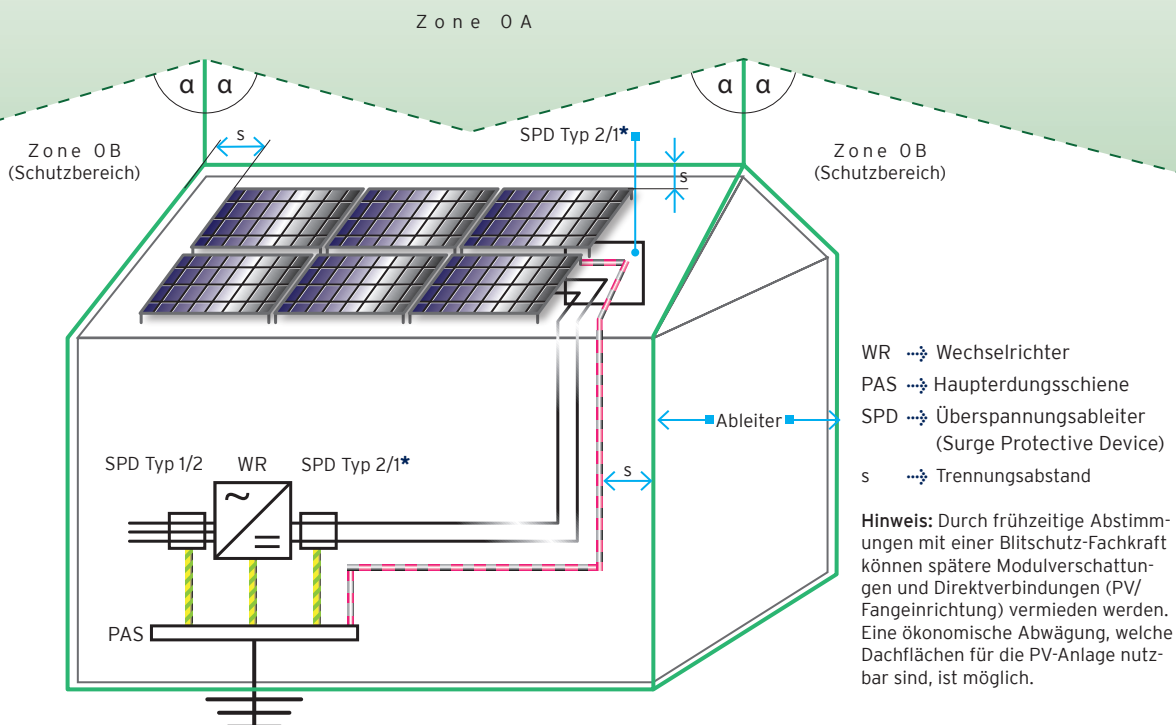 Zone 0A
α α
α α
s
SPD Typ 2/1*
Zone 0B
(Schutzbereich)
Zone 0B
(Schutzbereich)
s
WR Wechselrichter
PAS Haupterdungsschiene
SPD Überspannungsableiter
(Surge Protective Device)
s Trennungsabstand
Ableiter
SPD Typ 1/2 WR SPD Typ 2/1*
s
PAS
Hinweis: Durch frühzeitige Abstimm-
ungen mit einer Blitschutz-Fachkraft
können spätere Modulverschattun-
gen und Direktverbindungen (PV/
Fangeinrichtung) vermieden werden.
Eine ökonomische Abwägung, welche
Dachflächen für die PV-Anlage nutz-
bar sind, ist möglich.